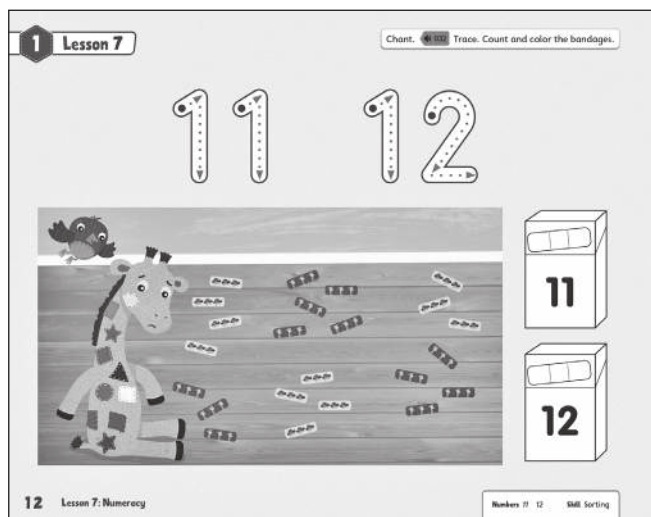 1 Lesson 7
Chant. 032 Trace. Count and color the bandages.
11 12
11
12
12 Lesson 7: Numeracy
Numbers 11 12 Skill Sorting